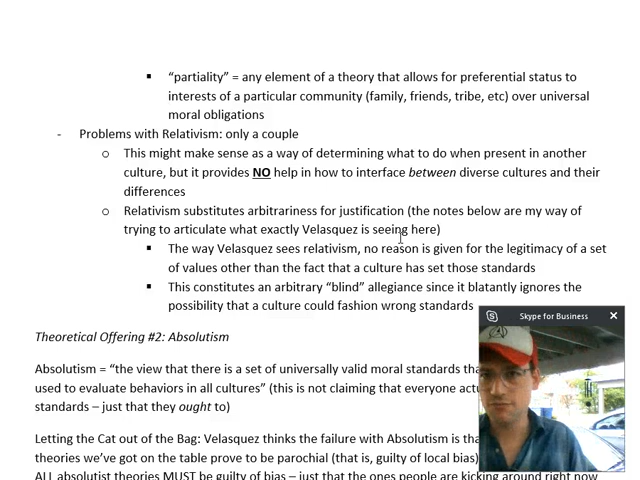 ▪ “partiality” = any element of a theory that allows for preferential status to
interests of a particular community (family, friends, tribe, etc) over universal
moral obligations
- Problems with Relativism: only a couple
o This might make sense as a way of determining what to do when present in another
culture, but it provides NO help in how to interface between diverse cultures and their
differences
o Relativism substitutes arbitrariness for justification (the notes below are my way of
trying to articulate what exactly Velasquez is seeing here)
▪ The way Velasquez sees relativism, no reason is given for the legitimacy of a set
of values other than the fact that a culture has set those standards
▪ This constitutes an arbitrary “blind” allegiance since it blatantly ignores the
possibility that a culture could fashion wrong standards
Skype for Business
Theoretical Offering #2: Absolutism
Absolutism = “the view that there is a set of universally valid moral standards
used to evaluate behaviors in all cultures” (this is not claiming that everyone
standards – just that they ought to)
Letting the Cat out of the Bag: Velasquez thinks the failure with Absolutism is
theories we’ve got on the table prove to be parochial (that is, guilty of local bias)
ALL absolutist theories MUST be guilty of bias – just that the ones people are kicking around right now